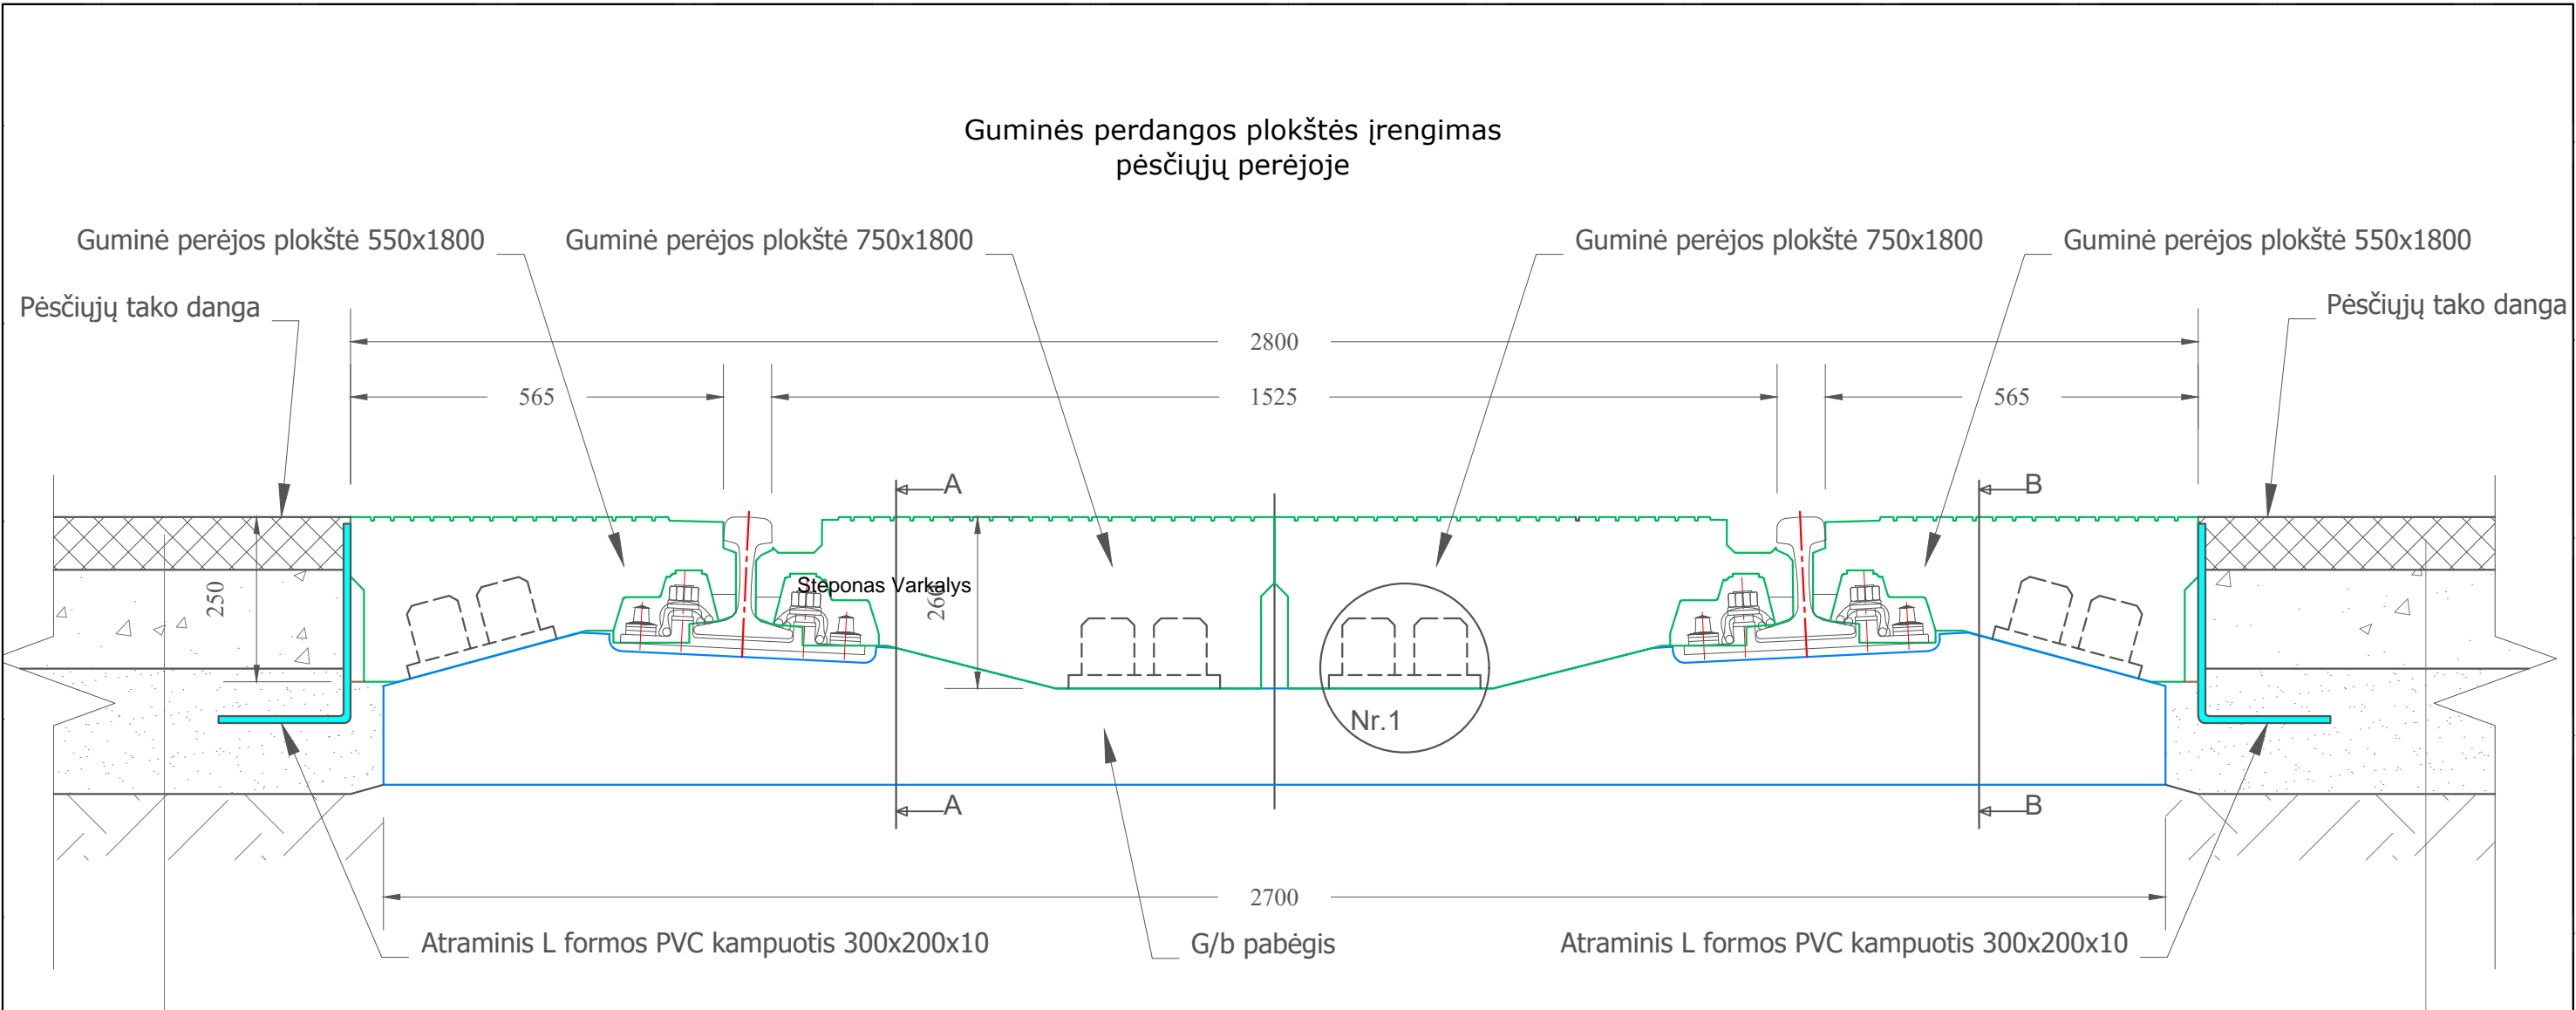 Guminės perdangos plokštės įrengimas
pėsčiųjų perėjoje
Guminė perėjos plokštė 550x1800
Guminė perėjos plokštė 750x1800
Guminė perėjos plokštė 750x1800
Guminė perėjos plokštė 550x1800
Pėsčiųjų tako danga
Pėsčiųjų tako danga
2800
565
1525
565
A
B
250
Steponas Varkalys
260
Nr.1
A
B
2700
Atraminis L formos PVC kampuotis 300x200x10
G/b pabėgis
Atraminis L formos PVC kampuotis 300x200x10